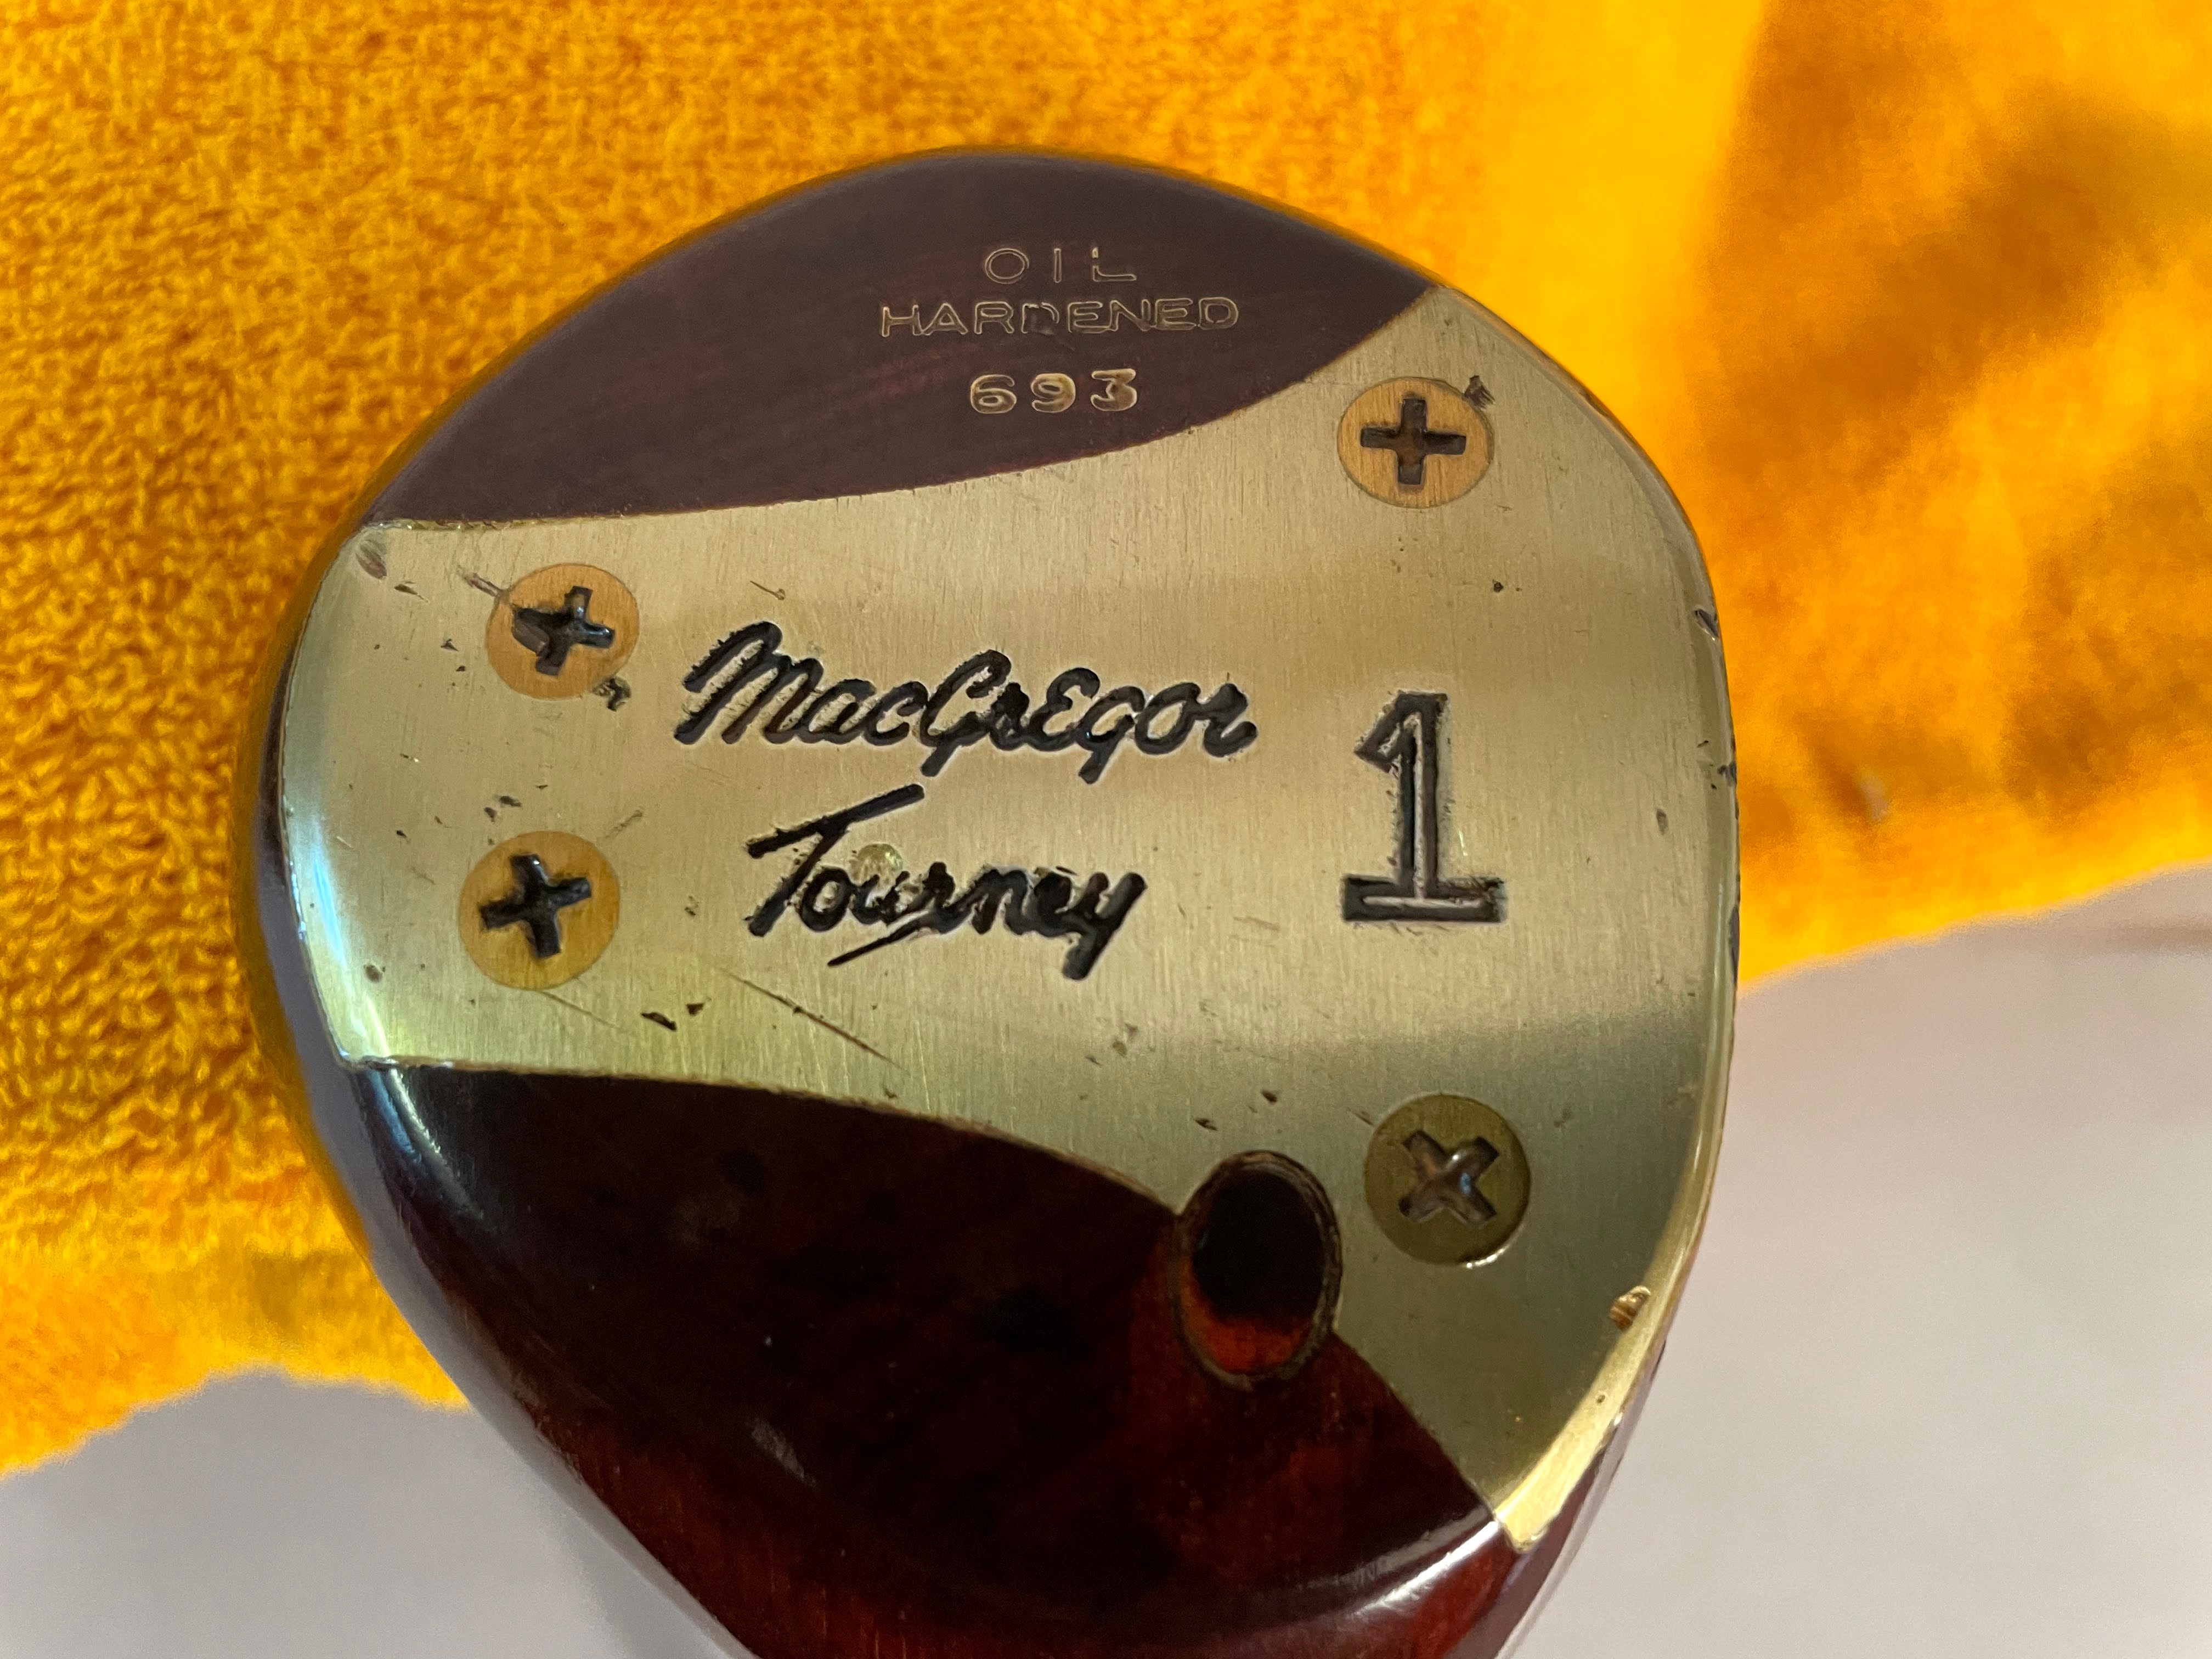 OIL
HARDENED
693
MacGregor
Tourney
1